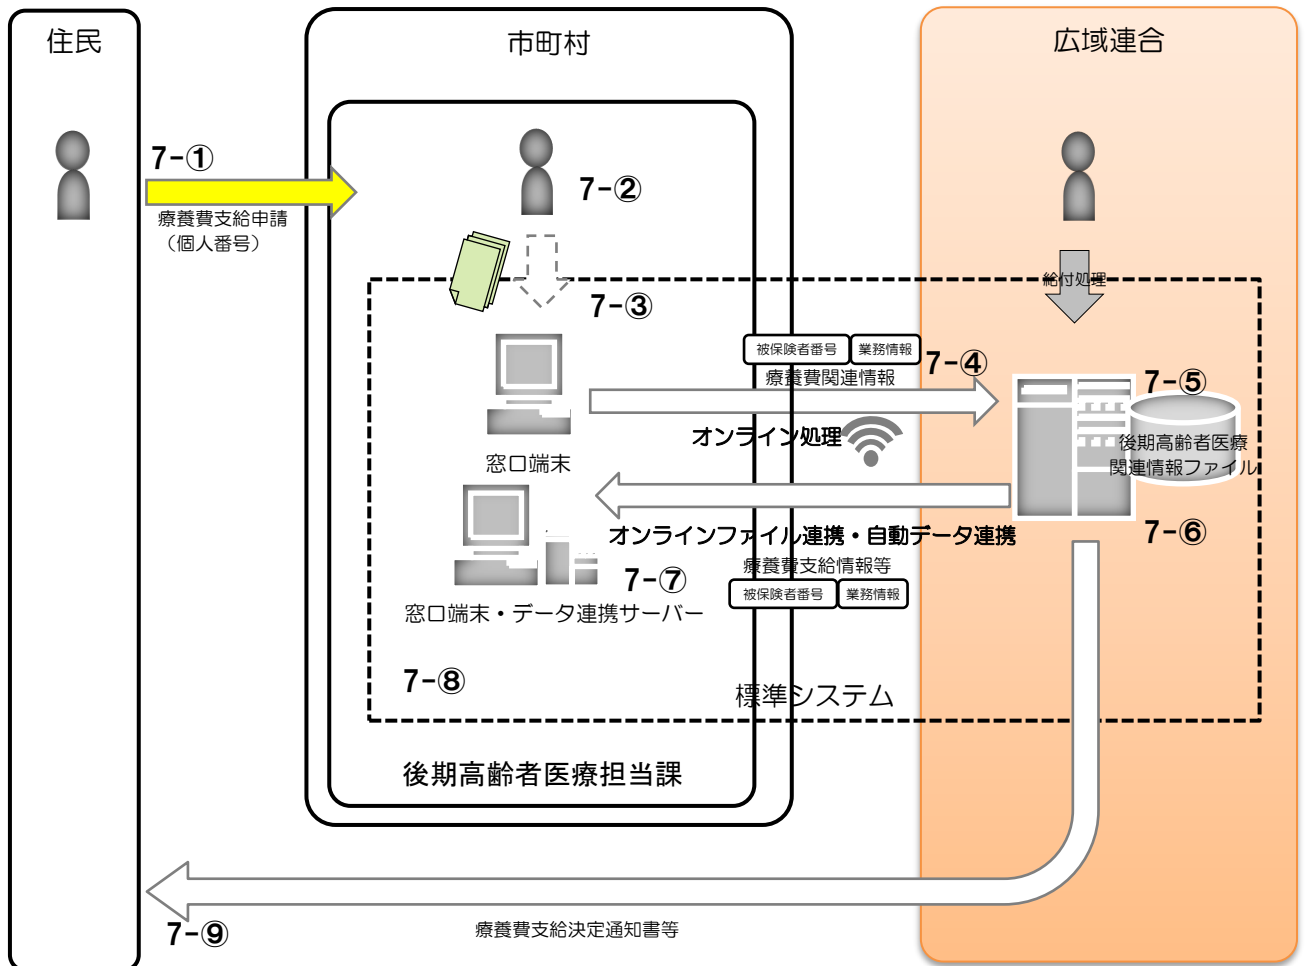 住民
市町村
広域連合
7-①
療養費支給申請
（個人番号）
7-②
7-③
給付処理
被保険者番号
業務情報
療養費関連情報
7-④
7-⑤
オンライン処理
後期高齢者医療
関連情報ファイル
窓口端末
オンラインファイル連携・自動データ連携
7-⑥
療養費支給情報等
7-⑦
被保険者番号
業務情報
窓口端末・データ連携サーバー
7-⑧
標準システム
後期高齢者医療担当課
7-⑨
療養費支給決定通知書等